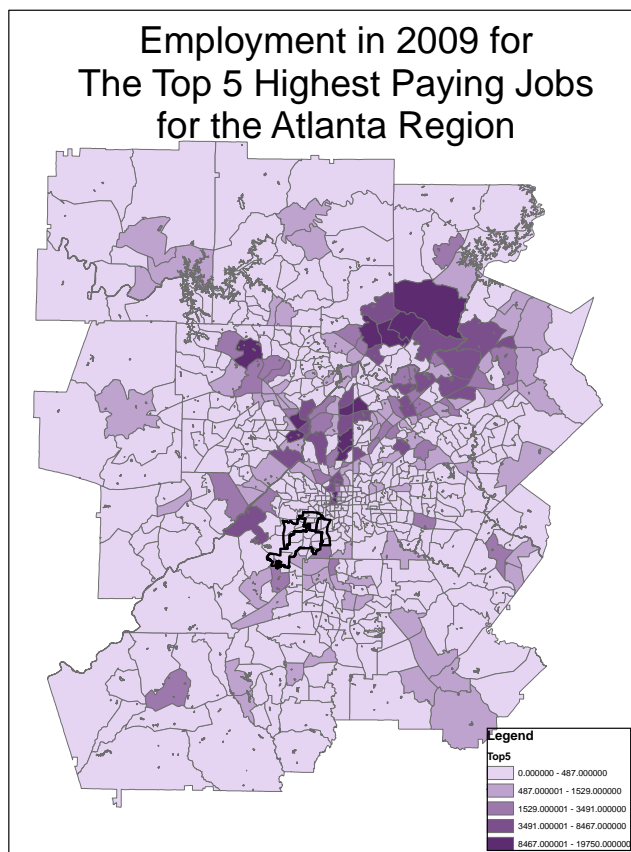 Employment in 2009 for
The Top 5 Highest Paying Jobs
for the Atlanta Region
Legend
Top5
0.000000 - 487.000000
487.000001 - 1529.000000
1529.000001 - 3491.000000
3491.000001 - 8467.000000
8467.000001 - 19750.000000